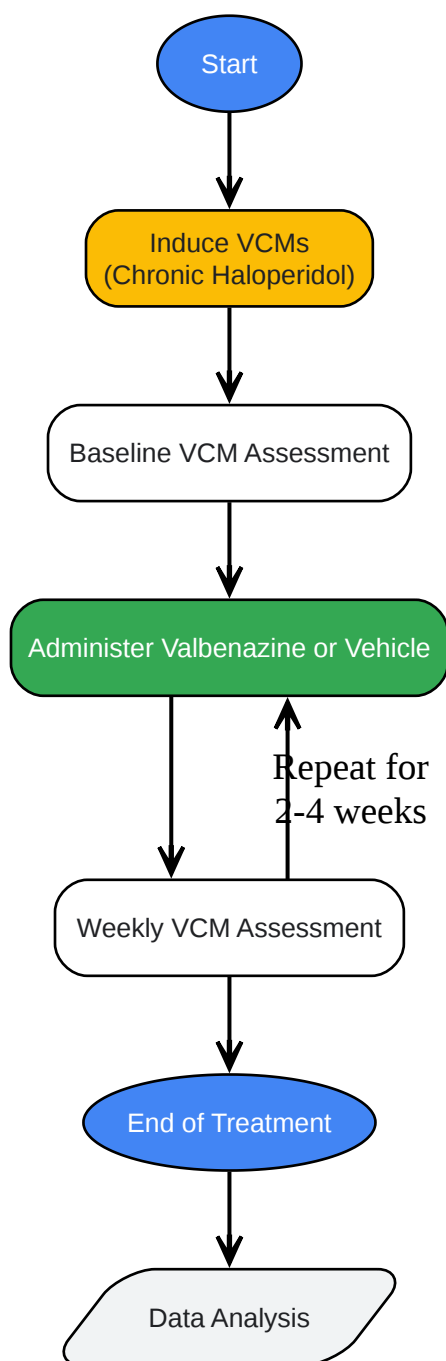 Start
Induce VCMs
(Chronic Haloperidol)
Baseline VCM Assessment
Administer Valbenazine or Vehicle
Repeat for
2-4 weeks
Weekly VCM Assessment
End of Treatment
Data Analysis